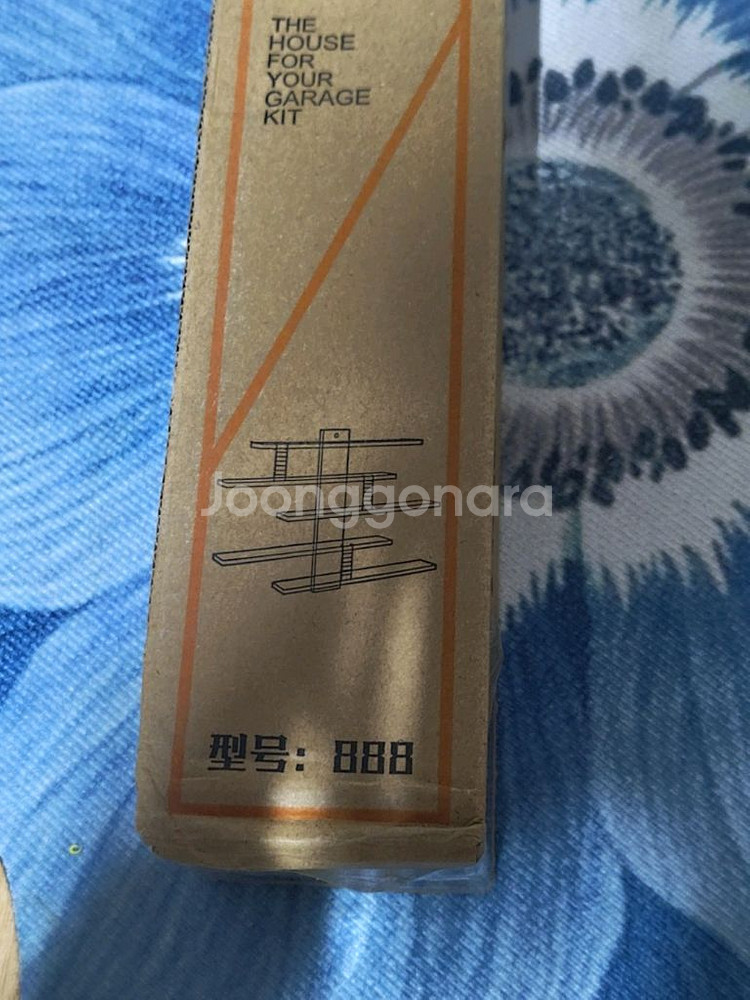 THE
HOUSE
FOR
YOUR
GARAGE
KIT
Joonggonara
型号: 888